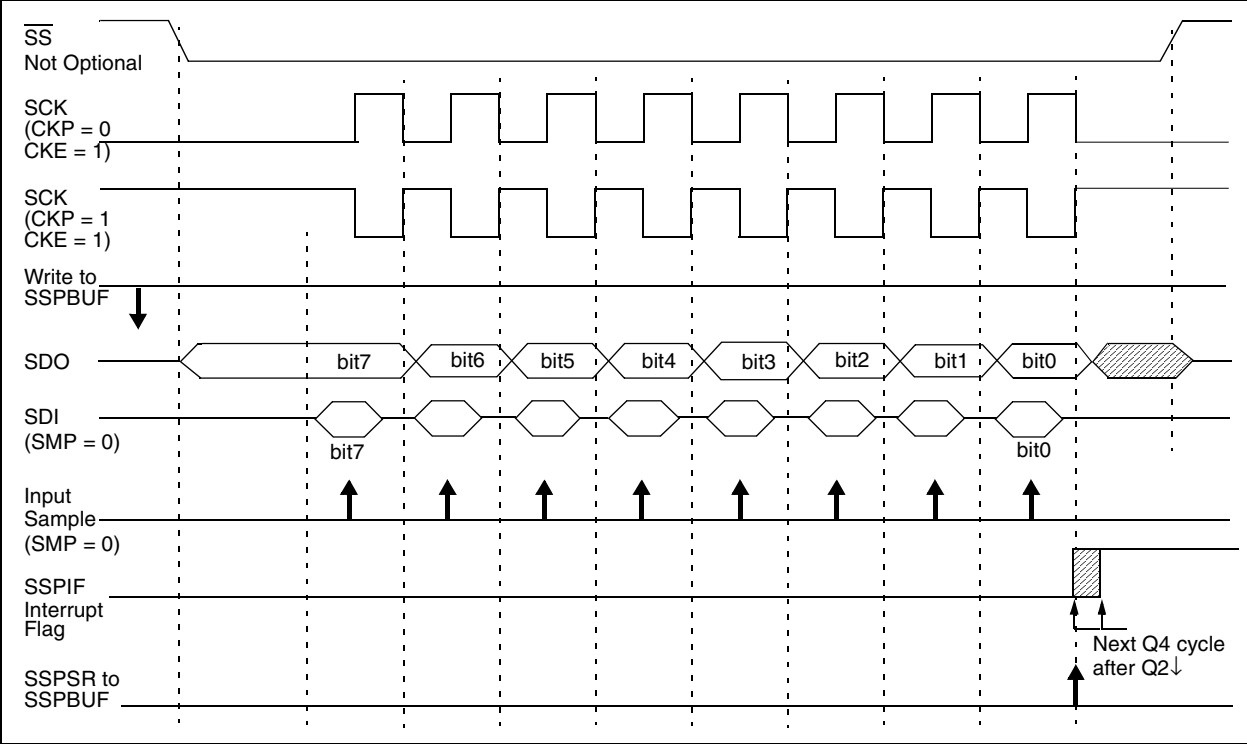 SS
Not Optional
SCK
(CKP = 0
CKE = 1)
SCK
(CKP = 1
CKE = 1)
Write to
SSPBUF
SDO
bit7 bit6 bit5 bit4 bit3 bit2 bit1 bit0
SDI
(SMP = 0)
bit7 bit0
Input
Sample
(SMP = 0)
SSPIF
Interrupt
Flag
Next Q4 cycle
after Q2↓
SSPSR to
SSPBUF